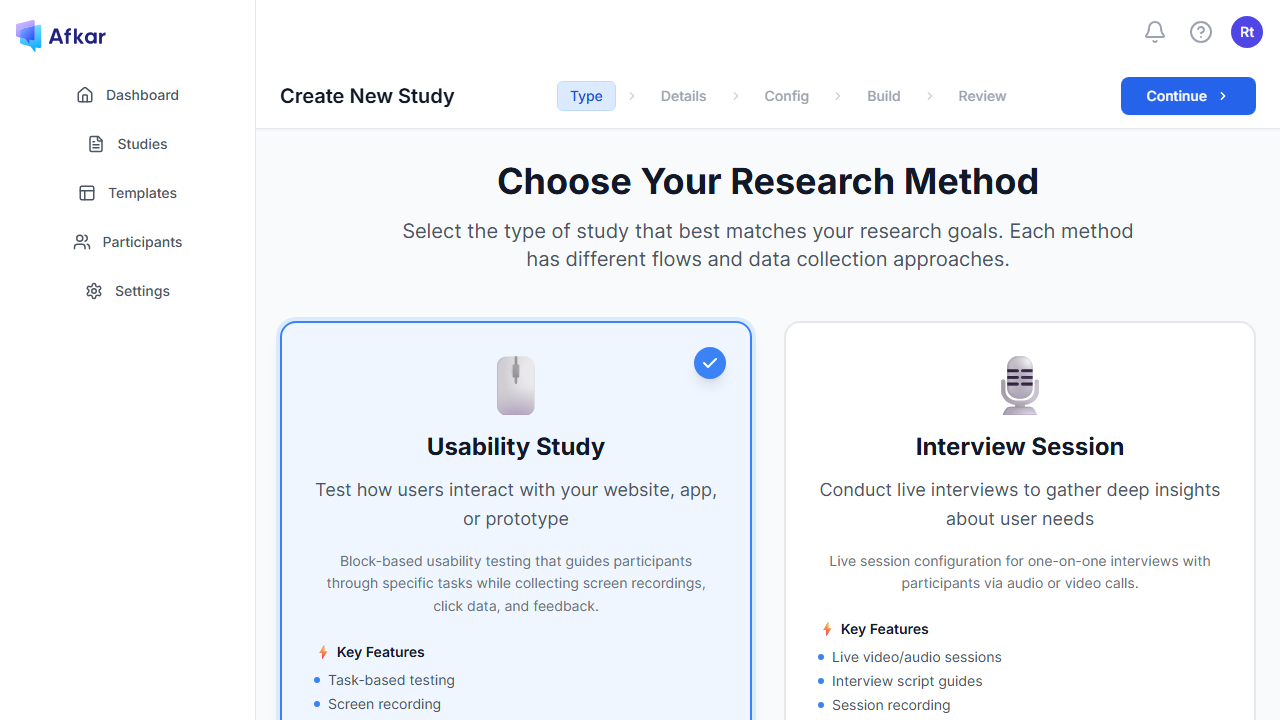 Afkar
Rt
Dashboard
Studies
Templates
Participants
Settings
Create New Study
Type
Details
Config
Build
Review
Continue
Choose Your Research Method
Select the type of study that best matches your research goals. Each method
has different flows and data collection approaches.
Usability Study
Test how users interact with your website, app,
or prototype
Block-based usability testing that guides participants
through specific tasks while collecting screen recordings,
click data, and feedback.
Key Features
Task-based testing
Screen recording
Interview Session
Conduct live interviews to gather deep insights
about user needs
Live session configuration for one-on-one interviews with
participants via audio or video calls.
Key Features
Live video/audio sessions
Interview script guides
Session recording